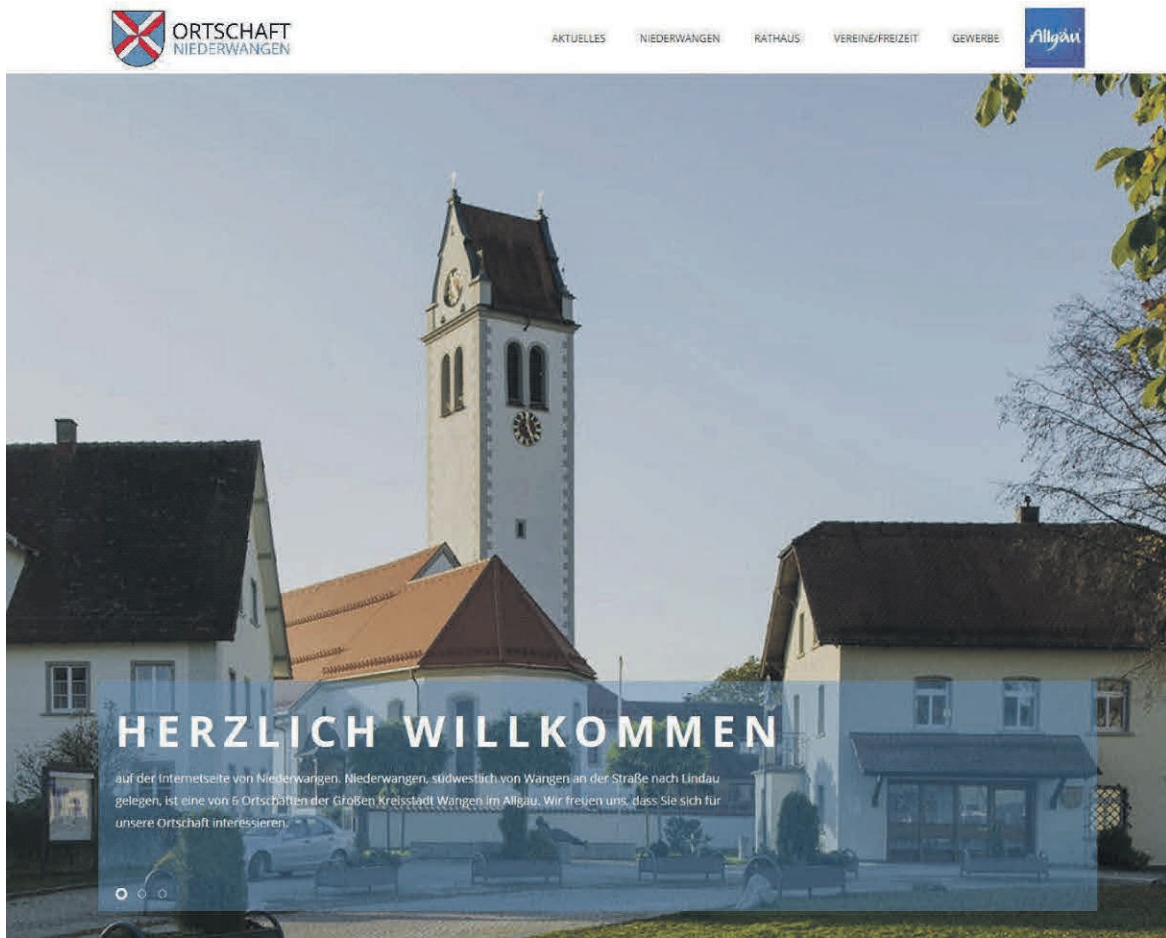 ORTSCHAFT
NIEDERWANGEN
AKTUELLES NIEDERWANGEN RATHAUS VEREINE/FREIZEIT GEWERBE Allgäu
HERZLICH WILLKOMMEN
auf der Internetseite von Niederwangen. Niederwangen, südwestlich von Wangen an der Straße nach Lindau
gelegen, ist eine von 6 Ortschaften der Großen Kreisstadt Wangen im Allgäu. Wir freuen uns, dass Sie sich für
unsere Ortschaft interessieren.